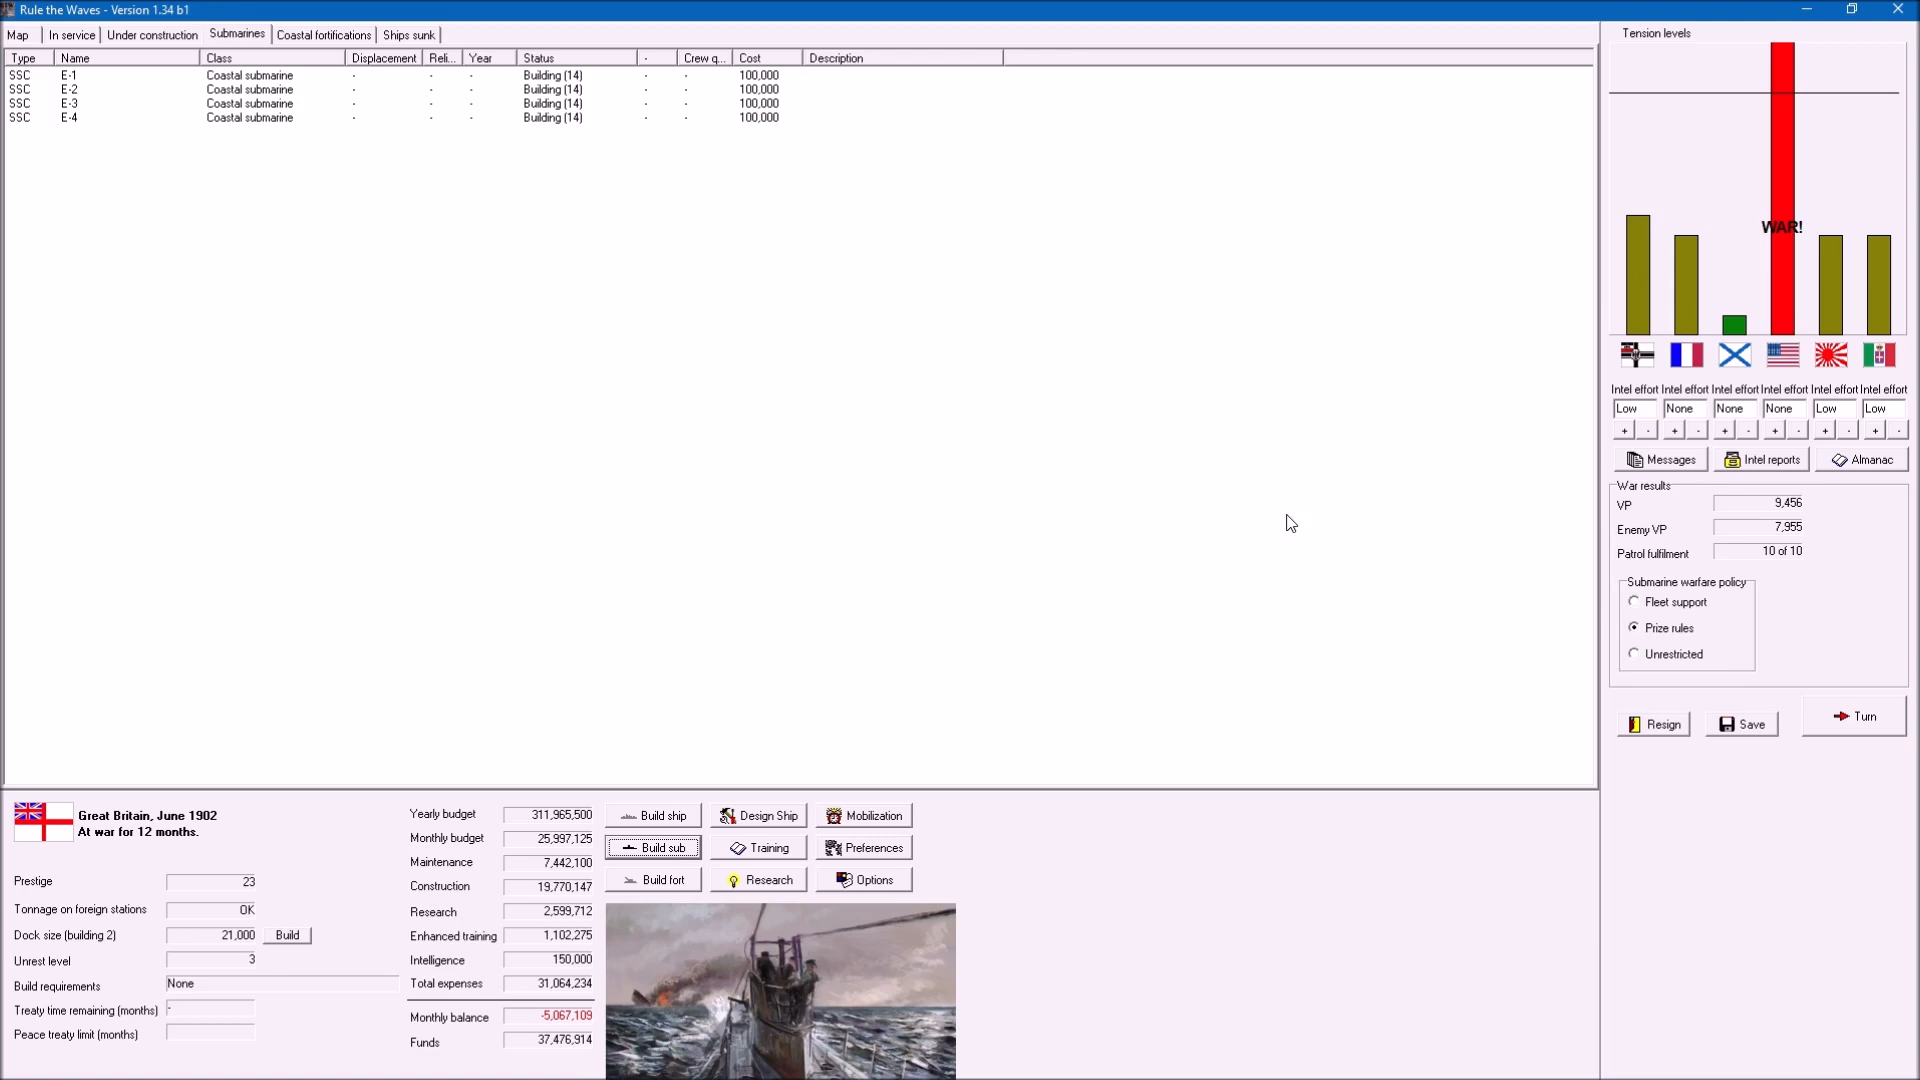 Rule the Waves - Version 1.34 b1
Map In service Under construction Submarines Coastal fortifications Ships sunk
Type Name Class Displacement Reli... Year Status - Crew q... Cost Description
SSC E-1 Coastal submarine - - - Building (14) - - 100,000
SSC E-2 Coastal submarine - - - Building (14) - - 100,000
SSC E-3 Coastal submarine - - - Building (14) - - 100,000
SSC E-4 Coastal submarine - - - Building (14) - - 100,000
Tension levels
WAR!
Intel effort Intel effort Intel effort Intel effort Intel effort Intel effort
Low None None None Low Low
+ - + - + - + - + - + -
Messages Intel reports Almanac
War results
VP 9,456
Enemy VP 7,955
Patrol fulfilment 10 of 10
Submarine warfare policy
Fleet support
Prize rules
Unrestricted
Resign Save Turn
Great Britain, June 1902
At war for 12 months.
Prestige 23
Tonnage on foreign stations OK
Dock size (building 2) 21,000 Build
Unrest level 3
Build requirements None
Treaty time remaining (months) -
Peace treaty limit (months)
Yearly budget 311,965,500
Monthly budget 25,997,125
Maintenance 7,442,100
Construction 19,770,147
Research 2,599,712
Enhanced training 1,102,275
Intelligence 150,000
Total expenses 31,064,234
Monthly balance -5,067,109
Funds 37,476,914
Build ship Design Ship Mobilization
Build sub Training Preferences
Build fort Research Options